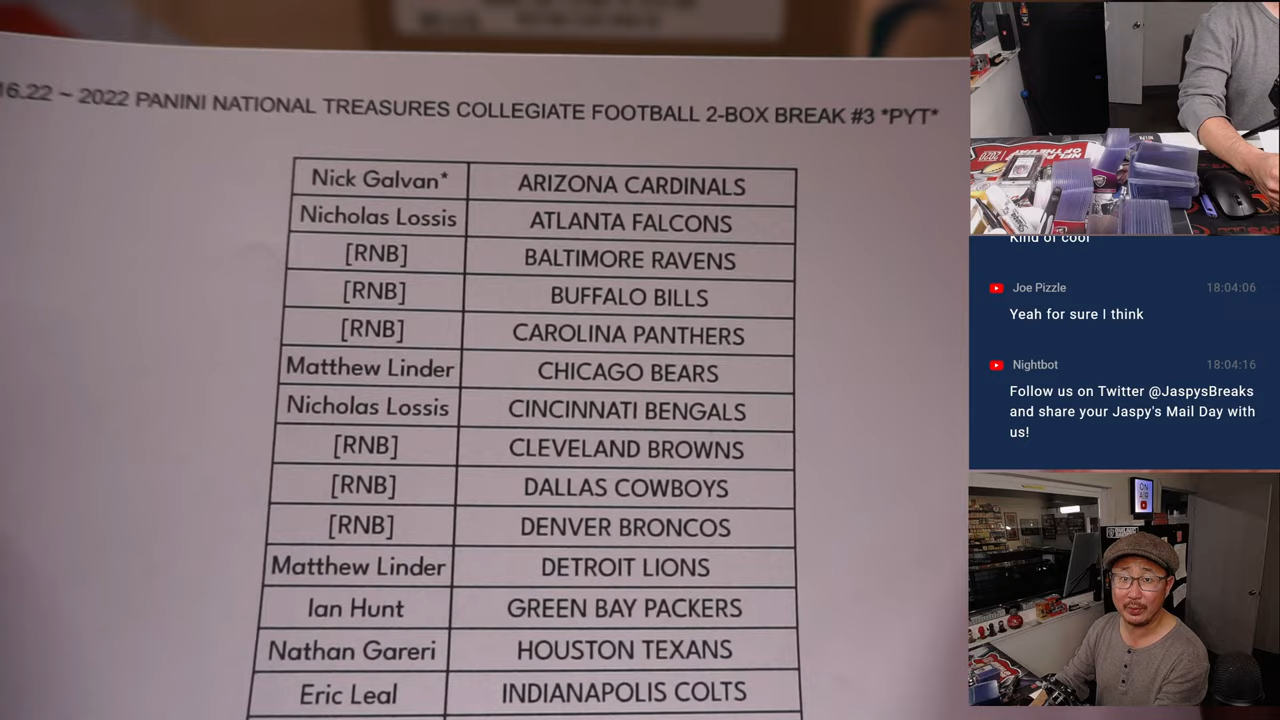 16.22 ~ 2022 PANINI NATIONAL TREASURES COLLEGIATE FOOTBALL 2-BOX BREAK #3 *PYT*
Nick Galvan* ARIZONA CARDINALS
Nicholas Lossis ATLANTA FALCONS
[RNB] BALTIMORE RAVENS
[RNB] BUFFALO BILLS
[RNB] CAROLINA PANTHERS
Matthew Linder CHICAGO BEARS
Nicholas Lossis CINCINNATI BENGALS
[RNB] CLEVELAND BROWNS
[RNB] DALLAS COWBOYS
[RNB] DENVER BRONCOS
Matthew Linder DETROIT LIONS
Ian Hunt GREEN BAY PACKERS
Nathan Gareri HOUSTON TEXANS
Eric Leal INDIANAPOLIS COLTS
Kind of cool
Joe Pizzle 18:04:06
Yeah for sure I think
Nightbot 18:04:16
Follow us on Twitter @JaspysBreaks
and share your Jaspy's Mail Day with
us!
ON
AIR